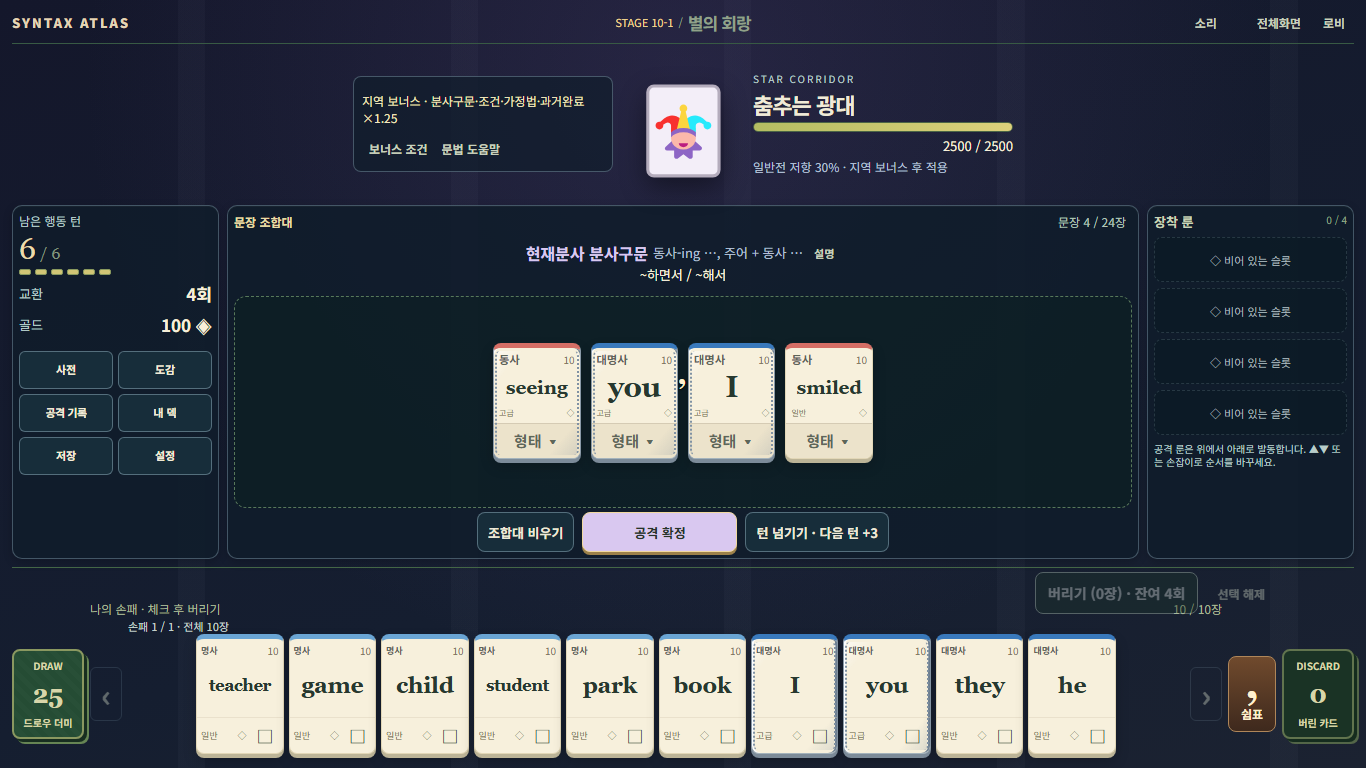 SYNTAX ATLAS
STAGE 10-1 / 별의 회랑
소리 전체화면 로비
지역 보너스 · 분사구문·조건·가정법·과거완료
×1.25
보너스 조건 문법 도움말
STAR CORRIDOR
춤추는 광대
2500 / 2500
일반전 저항 30% · 지역 보너스 후 적용
남은 행동 턴
6 / 6
교환 4회
골드 100 ◈
사전 도감
공격 기록 내 덱
저장 설정
문장 조합대 문장 4 / 24장
현재분사 분사구문 동사-ing ⋯, 주어 + 동사 ⋯ 설명
~하면서 / ~해서
동사 10 대명사 10 대명사 10 동사 10
seeing you , I smiled
고급 ◇ 고급 ◇ 고급 ◇ 일반 ◇
형태 ▾ 형태 ▾ 형태 ▾ 형태 ▾
조합대 비우기 공격 확정 턴 넘기기 · 다음 턴 +3
장착 룬 0 / 4
◇ 비어 있는 슬롯
◇ 비어 있는 슬롯
◇ 비어 있는 슬롯
◇ 비어 있는 슬롯
공격 룬은 위에서 아래로 발동합니다. ▲▼ 또
는 손잡이로 순서를 바꾸세요.
버리기 (0장) · 잔여 4회 선택 해제
나의 손패 · 체크 후 버리기 10 / 10장
손패 1 / 1 · 전체 10장
DRAW
25
드로우 더미
‹
명사 10 명사 10 명사 10 명사 10 명사 10 명사 10 대명사 10 대명사 10 대명사 10 대명사 10
teacher game child student park book I you they he
일반 ◇ 일반 ◇ 일반 ◇ 일반 ◇ 일반 ◇ 일반 ◇ 고급 ◇ 고급 ◇ 일반 ◇ 일반 ◇
›
,
쉼표
DISCARD
0
버린 카드